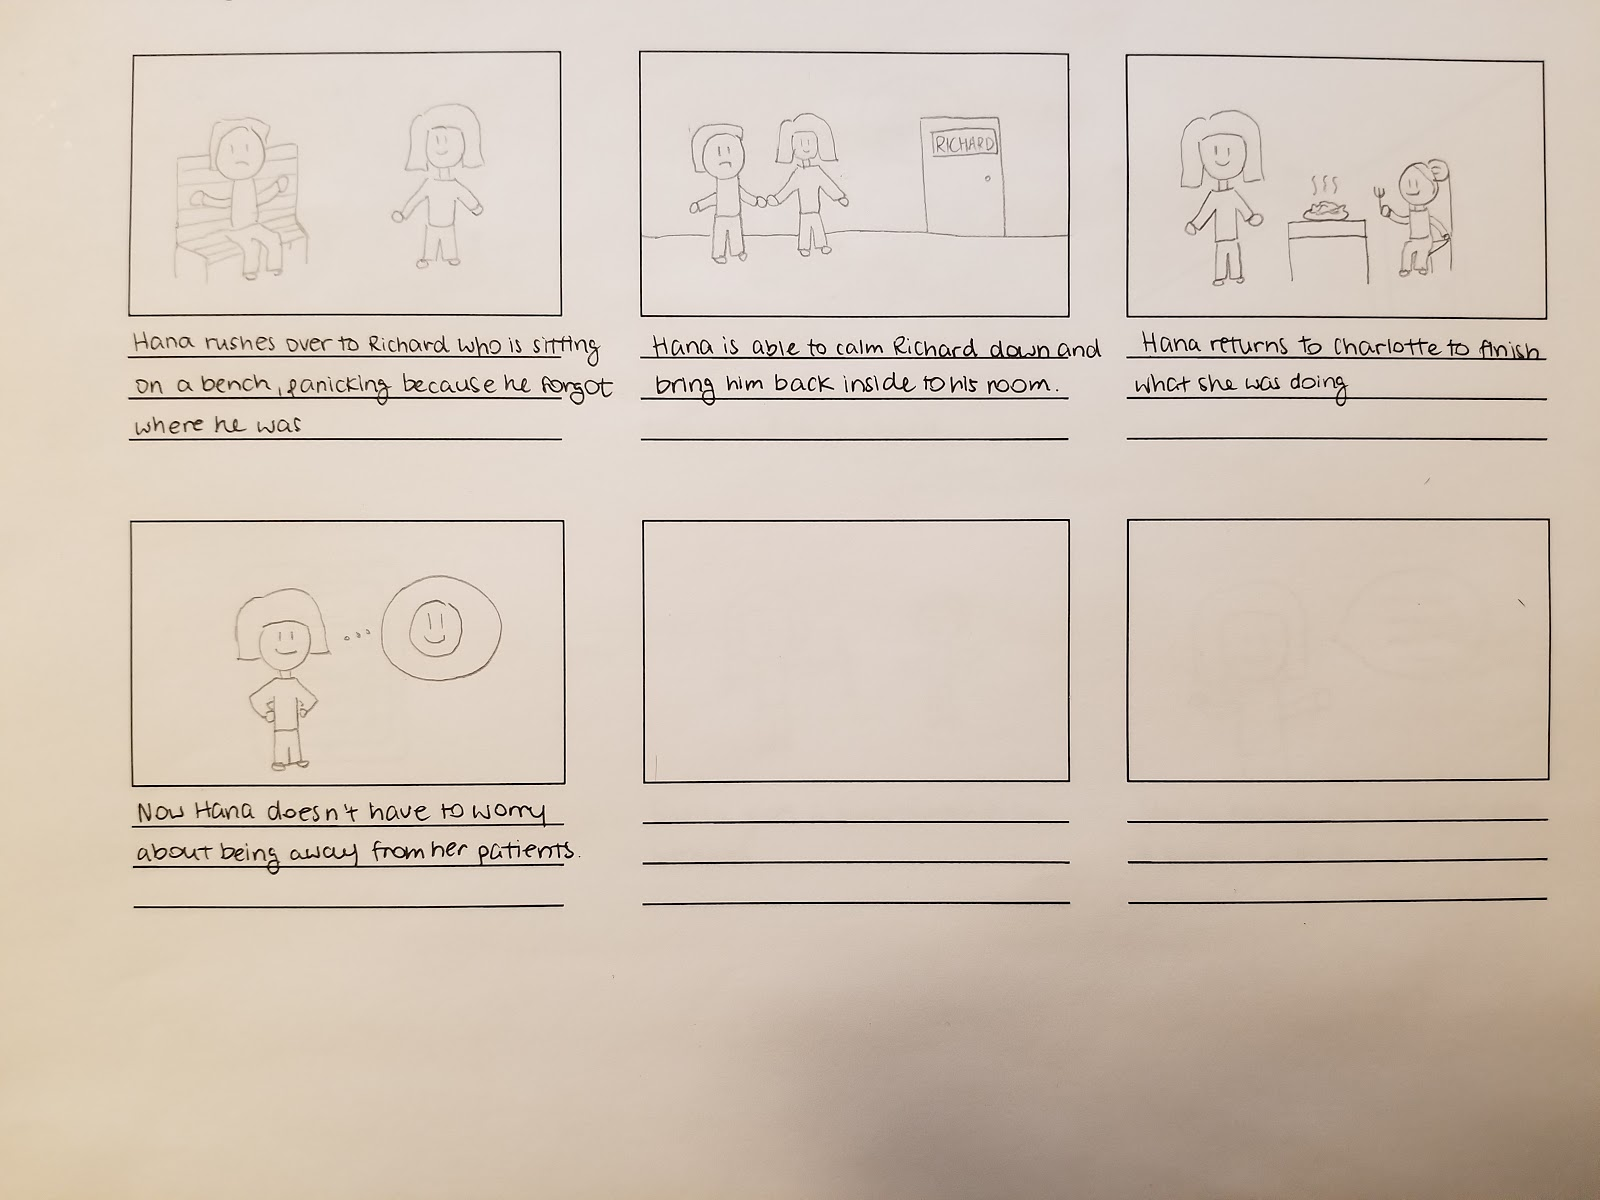 RICHARD
Hana rushes over to Richard who is sitting
on a bench, panicking because he forgot
where he was
Hana is able to calm Richard down and
bring him back inside to his room.
Hana returns to Charlotte to finish
what she was doing
Now Hana doesn't have to worry
about being away from her patients.